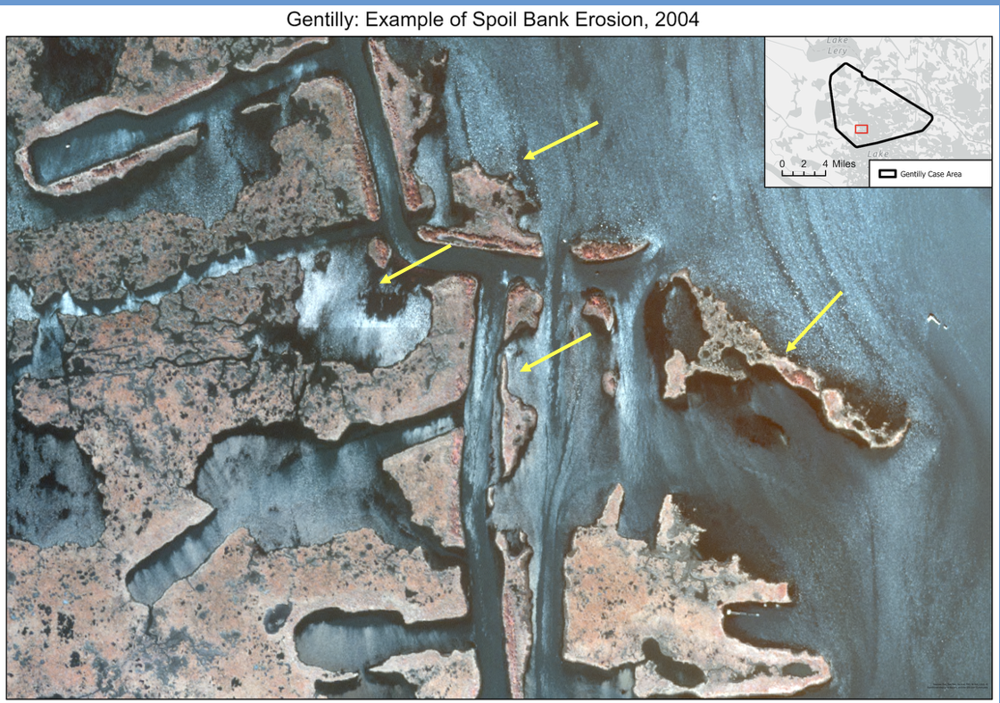 Gentilly: Example of Spoil Bank Erosion, 2004
Lake
Lery
Lake
0 2 4 Miles
Gentilly Case Area